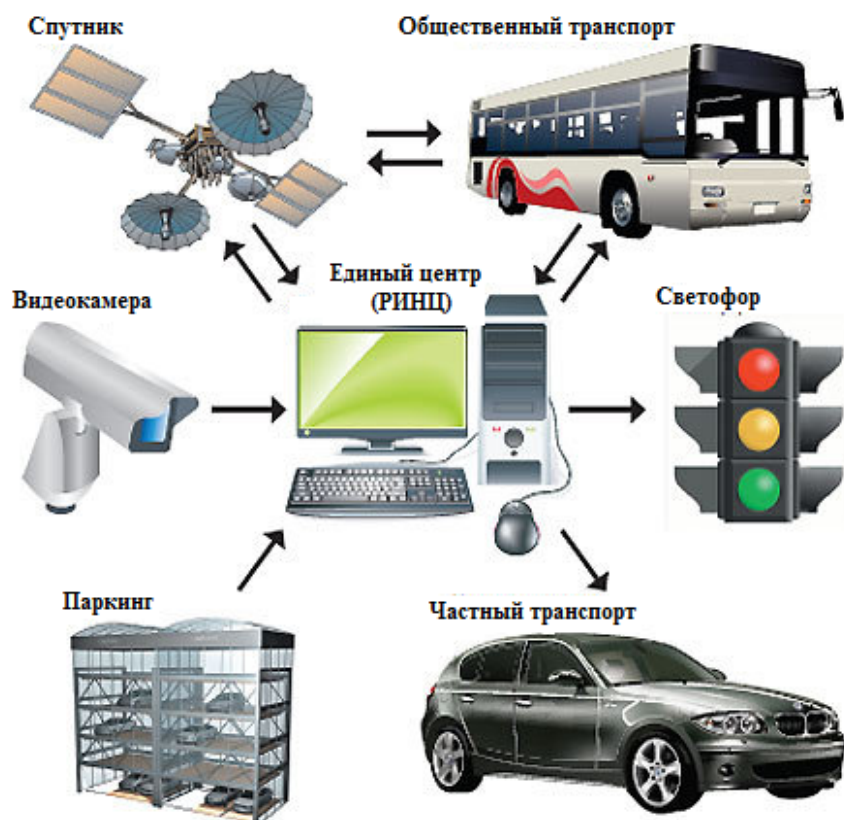 Спутник
Общественный транспорт
Единый центр
(РИНЦ)
Видеокамера
Светофор
Паркинг
Частный транспорт